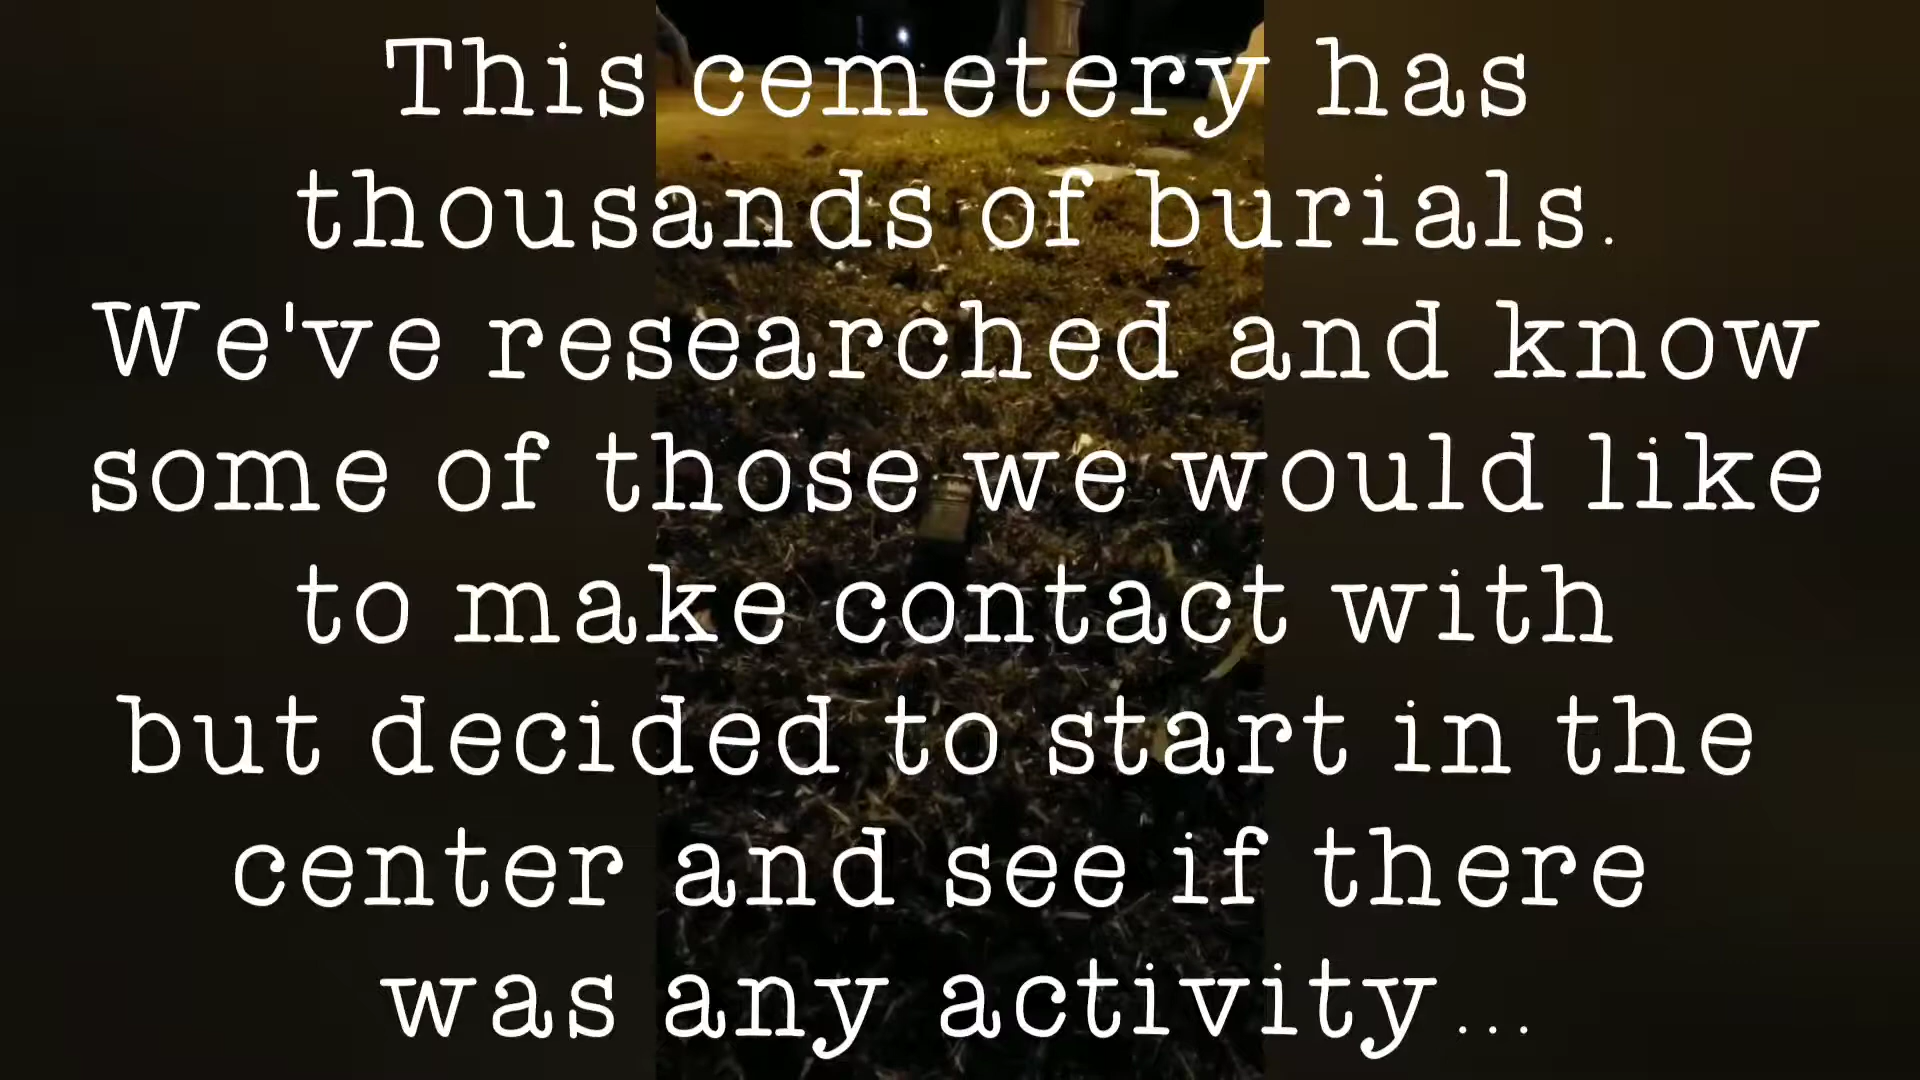 This cemetery has
thousands of burials.
We've researched and know
some of those we would like
to make contact with
but decided to start in the
center and see if there
was any activity...